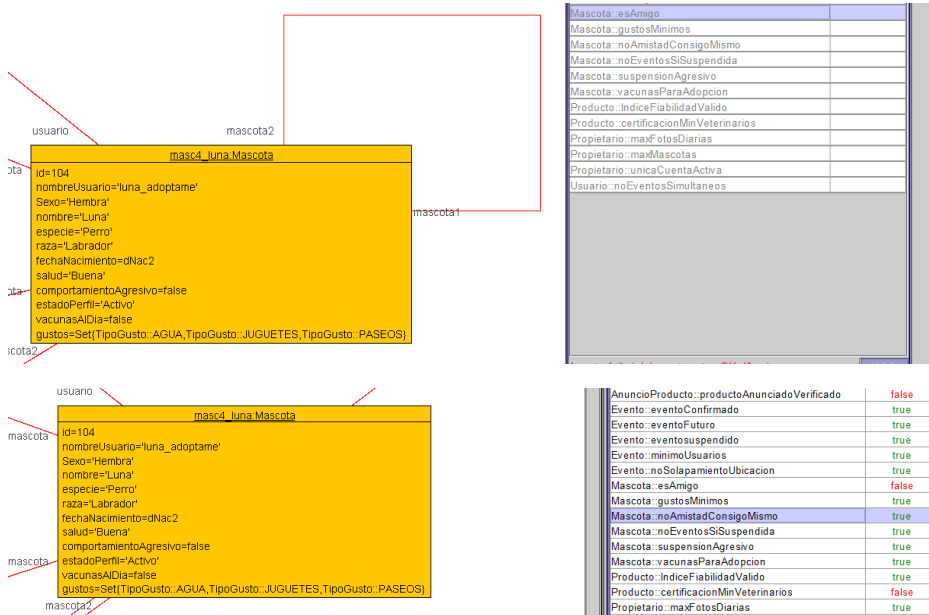 usuario
mascota2
masc4_luna:Mascota
ota
id=104
nombreUsuario='luna_adoptame'
Sexo='Hembra'
nombre='Luna'
especie='Perro'
raza='Labrador'
fechaNacimiento=dNac2
salud='Buena'
ota
comportamientoAgresivo=false
estadoPerfil='Activo'
vacunasAlDia=false
gustos=Set{TipoGusto::AGUA,TipoGusto::JUGUETES,TipoGusto::PASEOS}
mascota1
scota2
Mascota::esAmigo
Mascota::gustosMinimos
Mascota::noAmistadConsigoMismo
Mascota::noEventosSiSuspendida
Mascota::suspensionAgresivo
Mascota::vacunasParaAdopcion
Producto::IndiceFiabilidadValido
Producto::certificacionMinVeterinarios
Propietario::maxFotosDiarias
Propietario::maxMascotas
Propietario::unicaCuentaActiva
Usuario::noEventosSimultaneos
usuario
masc4_luna:Mascota
mascota
id=104
nombreUsuario='luna_adoptame'
Sexo='Hembra'
nombre='Luna'
especie='Perro'
raza='Labrador'
fechaNacimiento=dNac2
salud='Buena'
comportamientoAgresivo=false
mascota
estadoPerfil='Activo'
vacunasAlDia=false
gustos=Set{TipoGusto::AGUA,TipoGusto::JUGUETES,TipoGusto::PASEOS}
mascota2
AnuncioProducto::productoAnunciadoVerificado false
Evento::eventoConfirmado true
Evento::eventoFuturo true
Evento::eventosuspendido true
Evento::minimoUsuarios true
Evento::noSolapamientoUbicacion true
Mascota::esAmigo false
Mascota::gustosMinimos true
Mascota::noAmistadConsigoMismo true
Mascota::noEventosSiSuspendida true
Mascota::suspensionAgresivo true
Mascota::vacunasParaAdopcion true
Producto::IndiceFiabilidadValido true
Producto::certificacionMinVeterinarios false
Propietario::maxFotosDiarias true